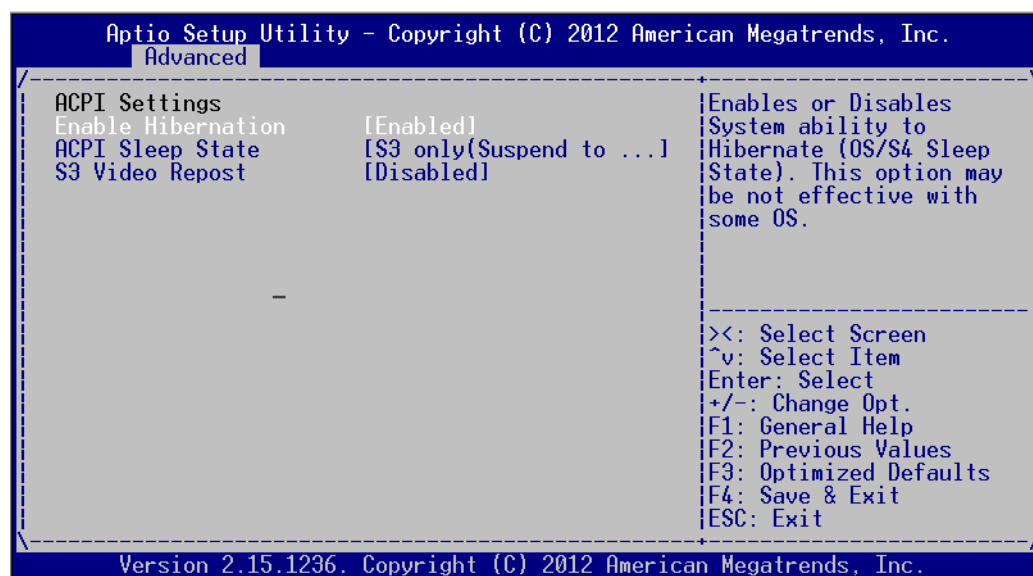 Aptio Setup Utility - Copyright (C) 2012 American Megatrends, Inc.
Advanced
ACPI Settings
Enable Hibernation [Enabled]
ACPI Sleep State [S3 only(Suspend to ...]
S3 Video Repost [Disabled]
Enables or Disables
System ability to
Hibernate (OS/S4 Sleep
State). This option may
be not effective with
some OS.
><: Select Screen
^v: Select Item
Enter: Select
+/-: Change Opt.
F1: General Help
F2: Previous Values
F3: Optimized Defaults
F4: Save & Exit
ESC: Exit
Version 2.15.1236. Copyright (C) 2012 American Megatrends, Inc.